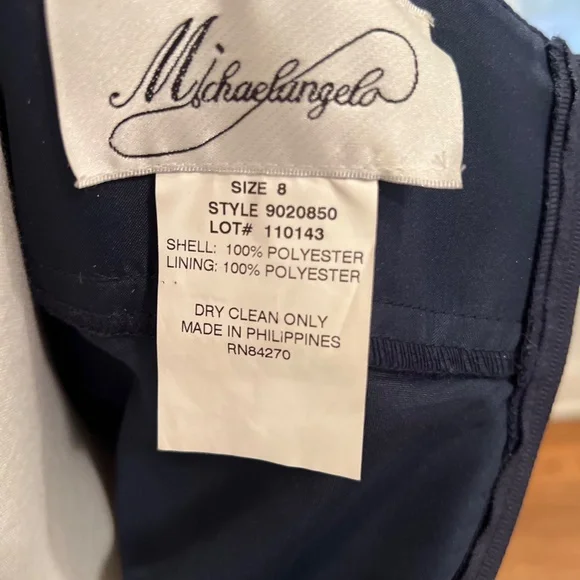 Michaelangelo
SIZE 8
STYLE 9020850
LOT# 110143
SHELL: 100% POLYESTER
LINING: 100% POLYESTER
DRY CLEAN ONLY
MADE IN PHILIPPINES
RN84270